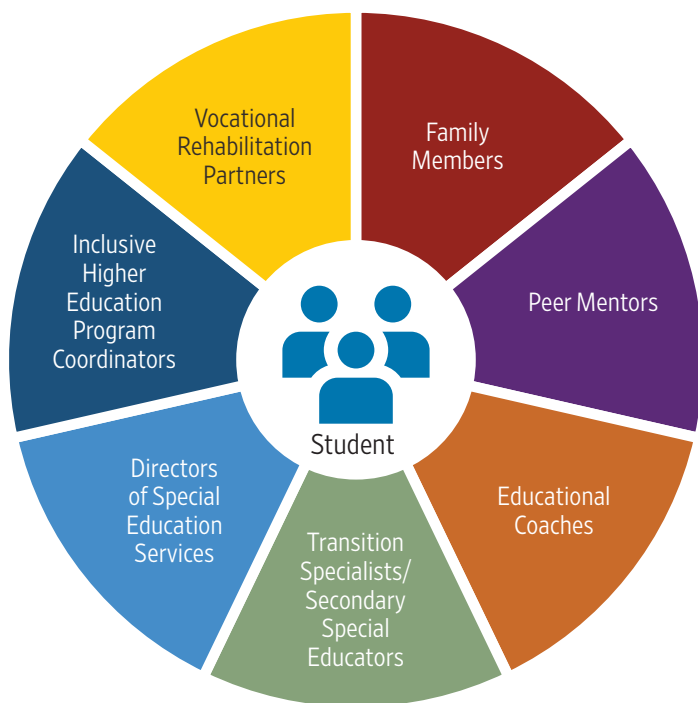 Vocational
Rehabilitation
Partners
Family
Members
Peer Mentors
Educational
Coaches
Transition
Specialists/
Secondary
Special
Educators
Directors
of Special
Education
Services
Inclusive
Higher
Education
Program
Coordinators
Student